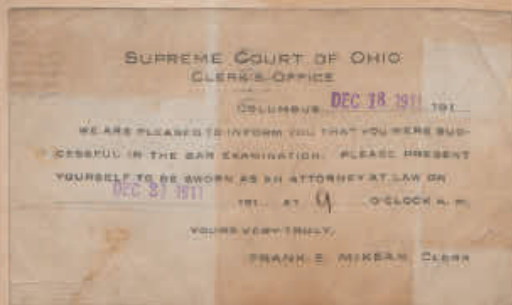 SUPREME COURT OF OHIO
CLERK'S OFFICE
COLUMBUS DEC 18 1911 191
WE ARE PLEASED TO INFORM YOU THAT YOU WERE SUC-
CESSFUL IN THE BAR EXAMINATION. PLEASE PRESENT
YOURSELF TO BE SWORN AS AN ATTORNEY AT LAW ON
DEC 21 1911 191 AT 9 O'CLOCK A. M.
YOURS VERY TRULY,
FRANK E. MCKEAN, CLERK